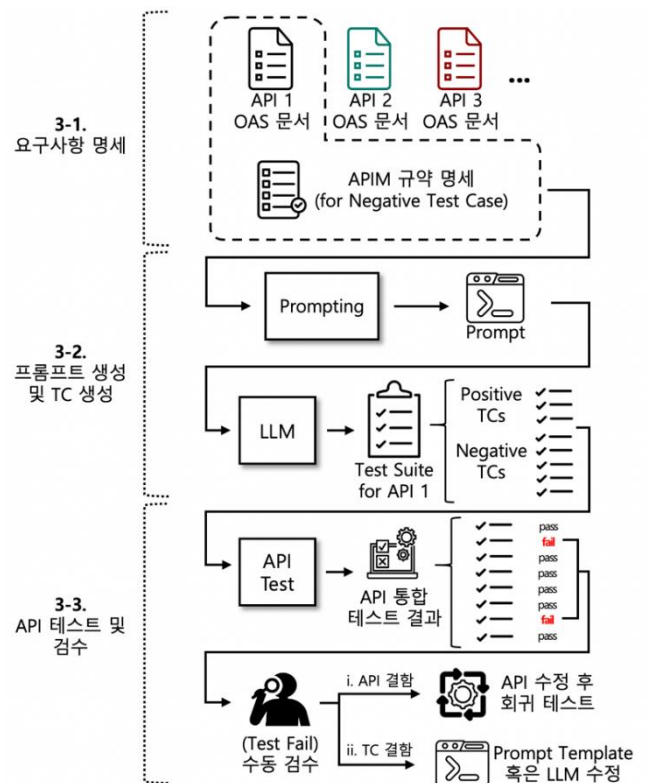 API 1
OAS 문서
API 2
OAS 문서
API 3
OAS 문서
...
3-1.
요구사항 명세
APIM 규약 명세
(for Negative Test Case)
Prompting
Prompt
3-2.
프롬프트 생성
및 TC 생성
LLM
Test Suite
for API 1
Positive
TCs
Negative
TCs
3-3.
API 테스트 및
검수
API
Test
API 통합
테스트 결과
pass
fail
pass
pass
pass
pass
fail
pass
(Test Fail)
수동 검수
i. API 결함
API 수정 후
회귀 테스트
ii. TC 결함
Prompt Template
혹은 LLM 수정